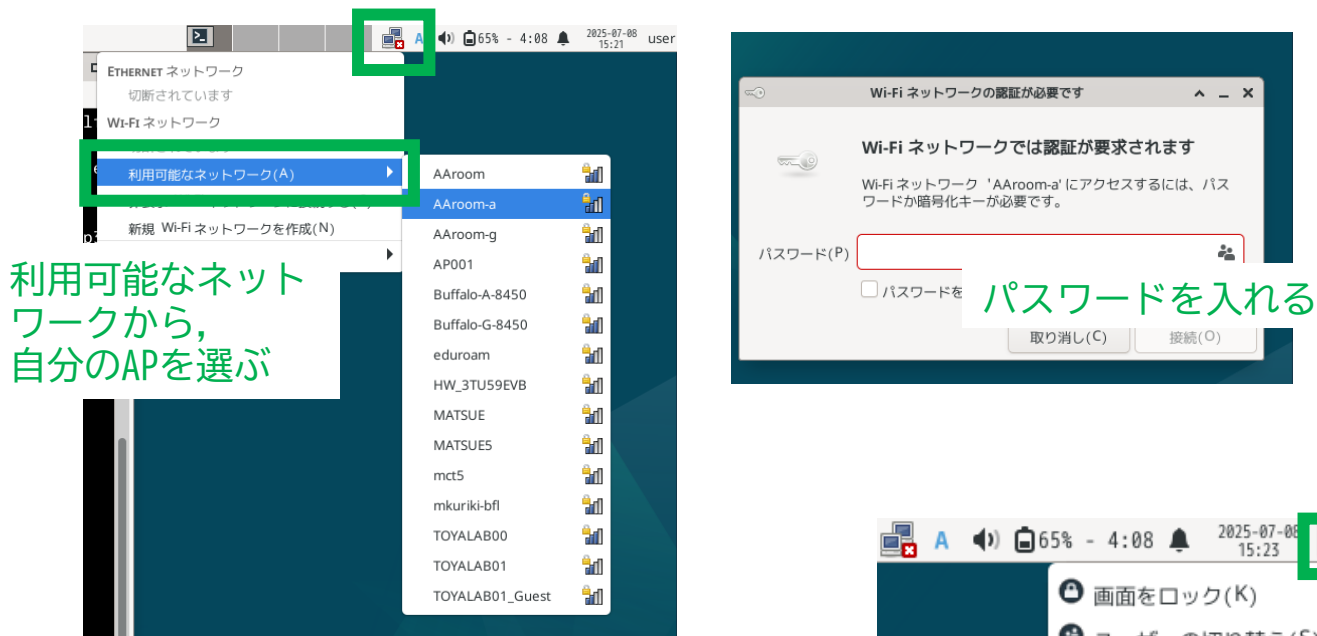 65% - 4:08
2025-07-08
15:21
user
ETHERNET ネットワーク
切断されています
WI-FI ネットワーク
利用可能なネットワーク(A)
新規 Wi-Fi ネットワークを作成(N)
AAroom
AAroom-a
AAroom-g
AP001
Buffalo-A-8450
Buffalo-G-8450
eduroam
HW_3TU59EVB
MATSUE
MATSUE5
mct5
mkuriki-bfl
TOYALAB00
TOYALAB01
TOYALAB01_Guest
利用可能なネット
ワークから,
自分のAPを選ぶ
Wi-Fi ネットワークの認証が必要です
Wi-Fi ネットワークでは認証が要求されます
Wi-Fi ネットワーク 'AAroom-a' にアクセスするには、パス
ワードか暗号化キーが必要です。
パスワード(P)
パスワードを
パスワードを入れる
取り消し(C)
接続(O)
A
65% - 4:08
2025-07-08
15:23
画面をロック(K)